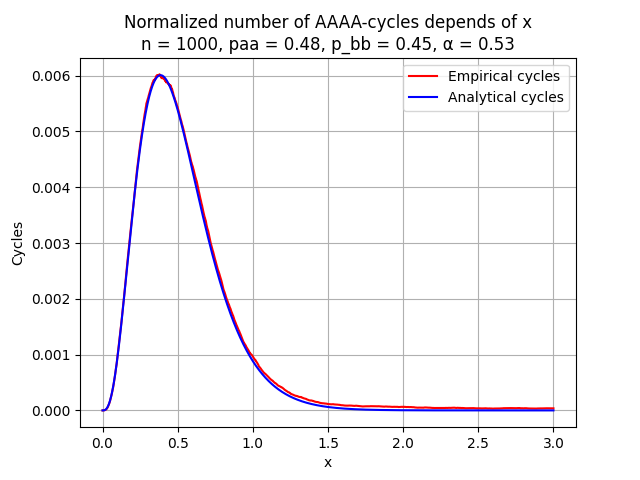 Normalized number of AAAA-cycles depends of x
n = 1000, paa = 0.48, p_bb = 0.45, α = 0.53
Empirical cycles
Analytical cycles
0.006
0.005
0.004
0.003
0.002
0.001
0.000
Cycles
0.0 0.5 1.0 1.5 2.0 2.5 3.0
x